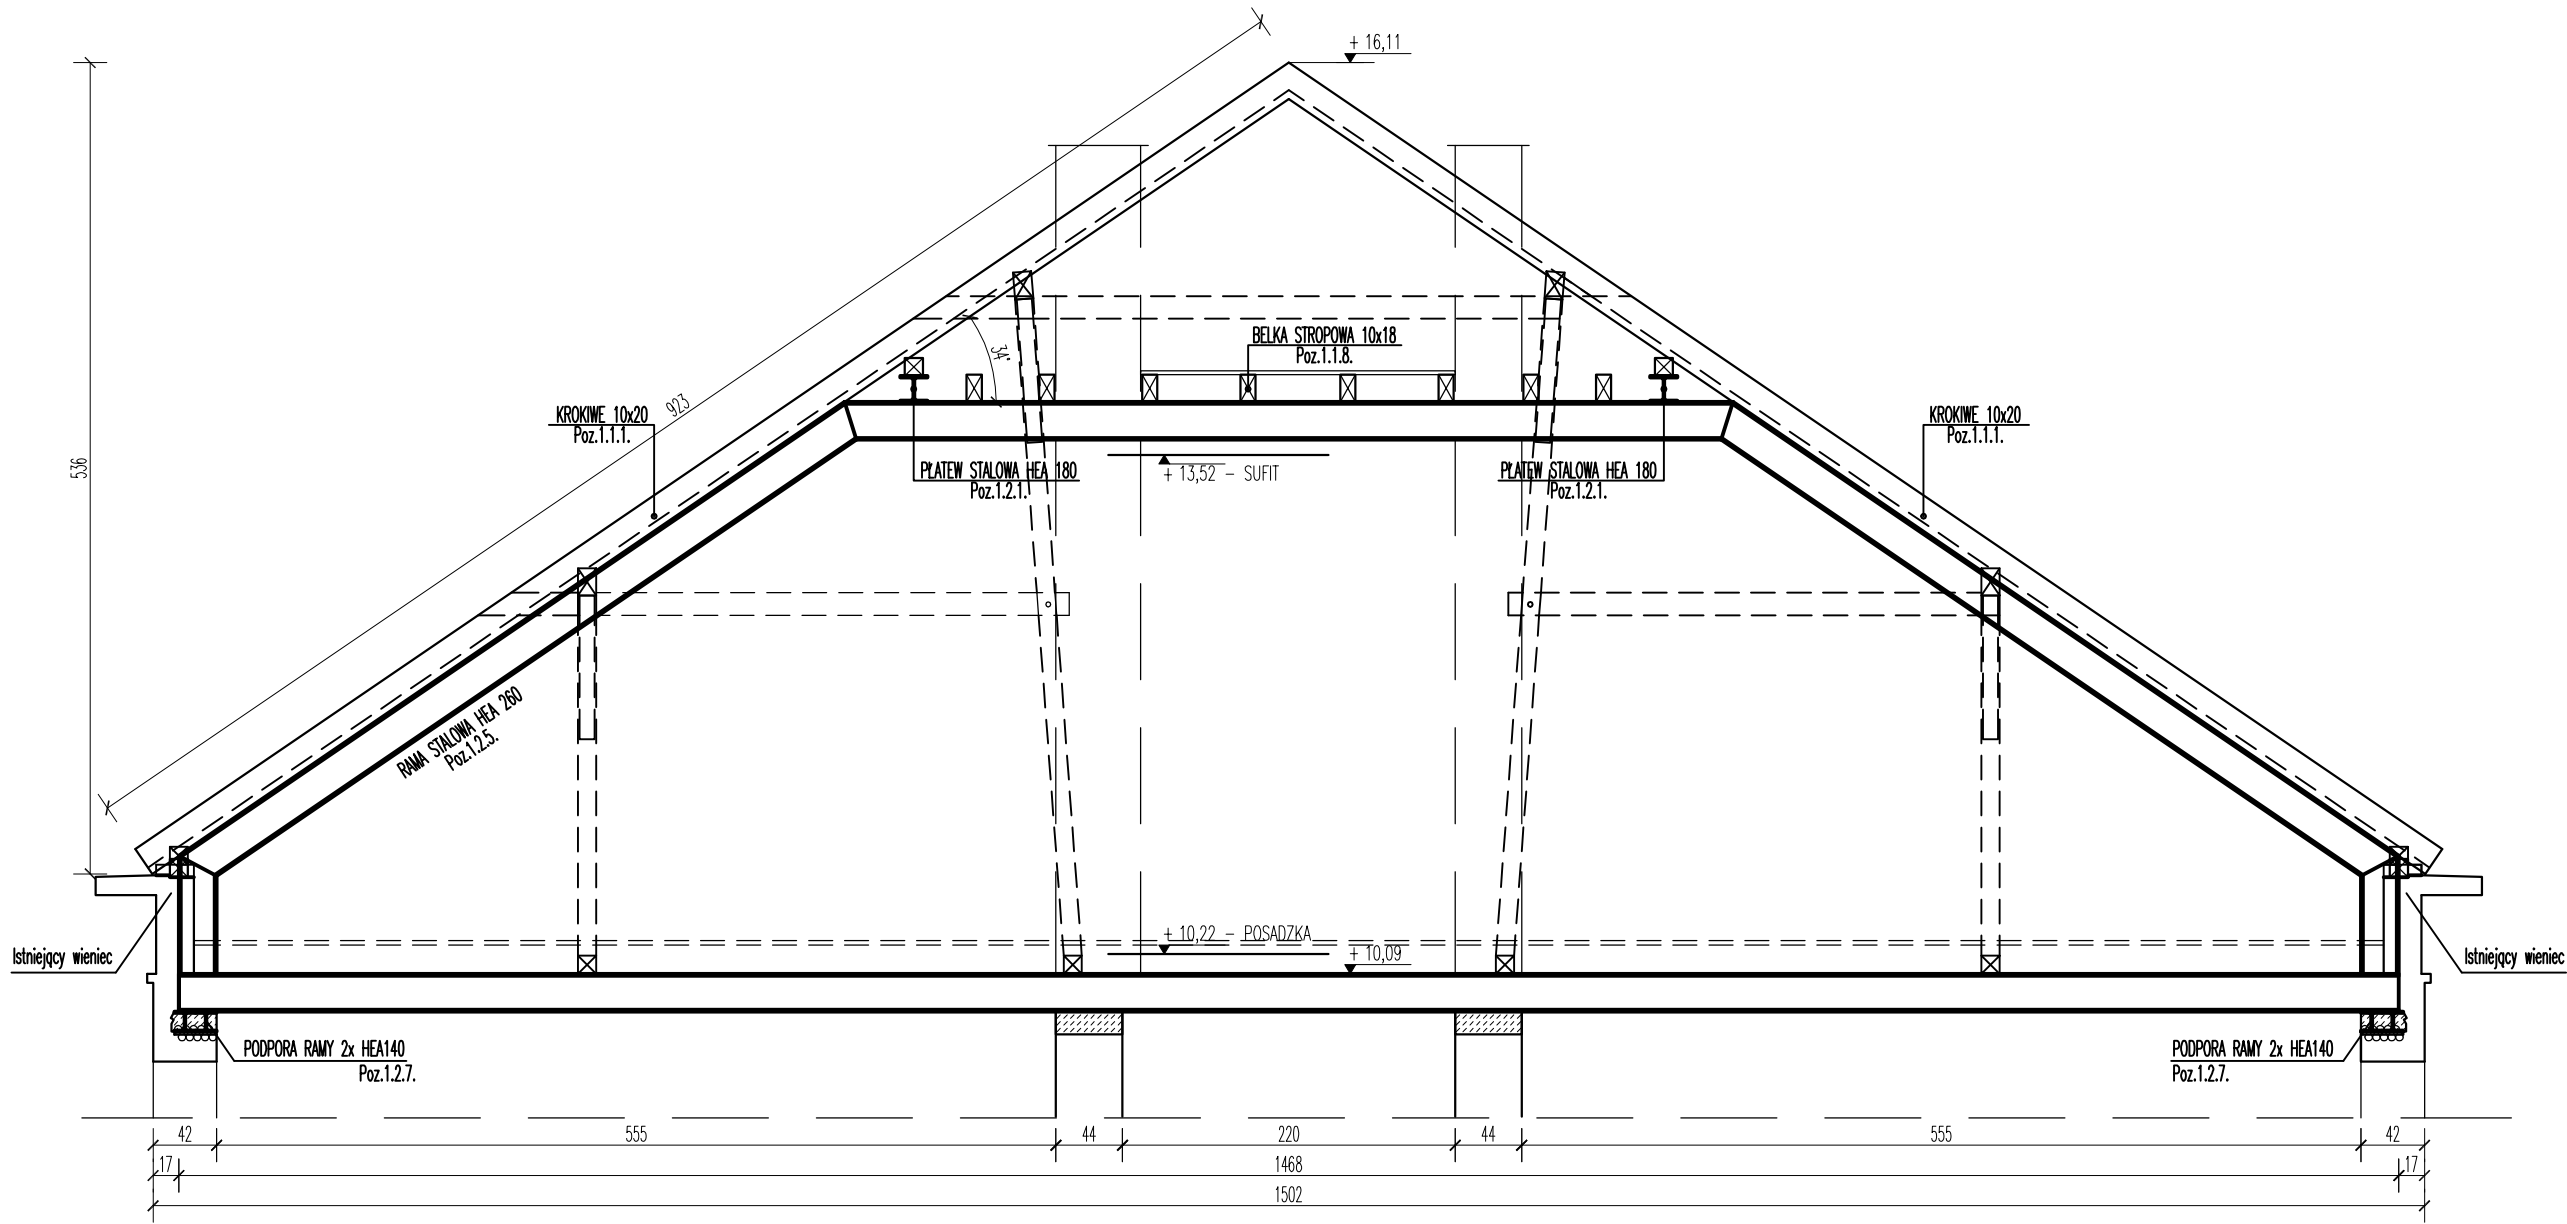 + 16,11
BELKA STROPOWA 10x18
Poz.1.1.8.
34°
923
KROKIWE 10x20
Poz.1.1.1.
KROKIWE 10x20
Poz.1.1.1.
536
PŁATEW STALOWA HEA 180
Poz.1.2.1.
+ 13,52 - SUFIT
PŁATEW STALOWA HEA 180
Poz.1.2.1.
RAMA STALOWA HEA 260
Poz.1.2.5.
+ 10,22 - POSADZKA
+ 10,09
Istniejący wieniec
Istniejący wieniec
PODPORA RAMY 2x HEA140
Poz.1.2.7.
PODPORA RAMY 2x HEA140
Poz.1.2.7.
42 555 44 220 44 555 42
17 1468 17
1502